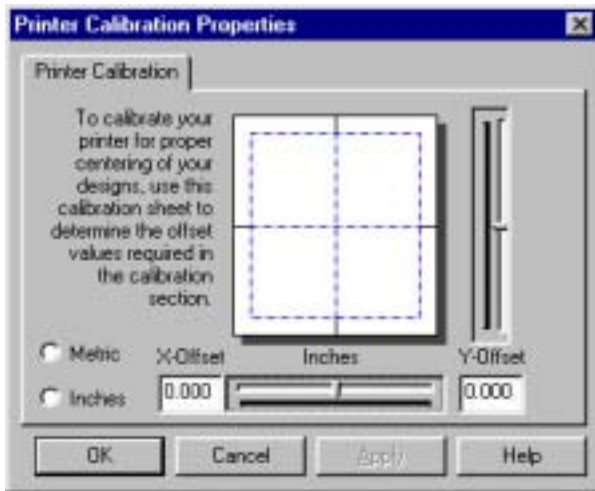 Printer Calibration Properties
Printer Calibration
To calibrate your
printer for proper
centering of your
designs, use this
calibration sheet to
determine the offset
values required in
the calibration
section.
Metric
X-Offset
Inches
Y-Offset
Inches
0.000
0.000
OK
Cancel
Apply
Help